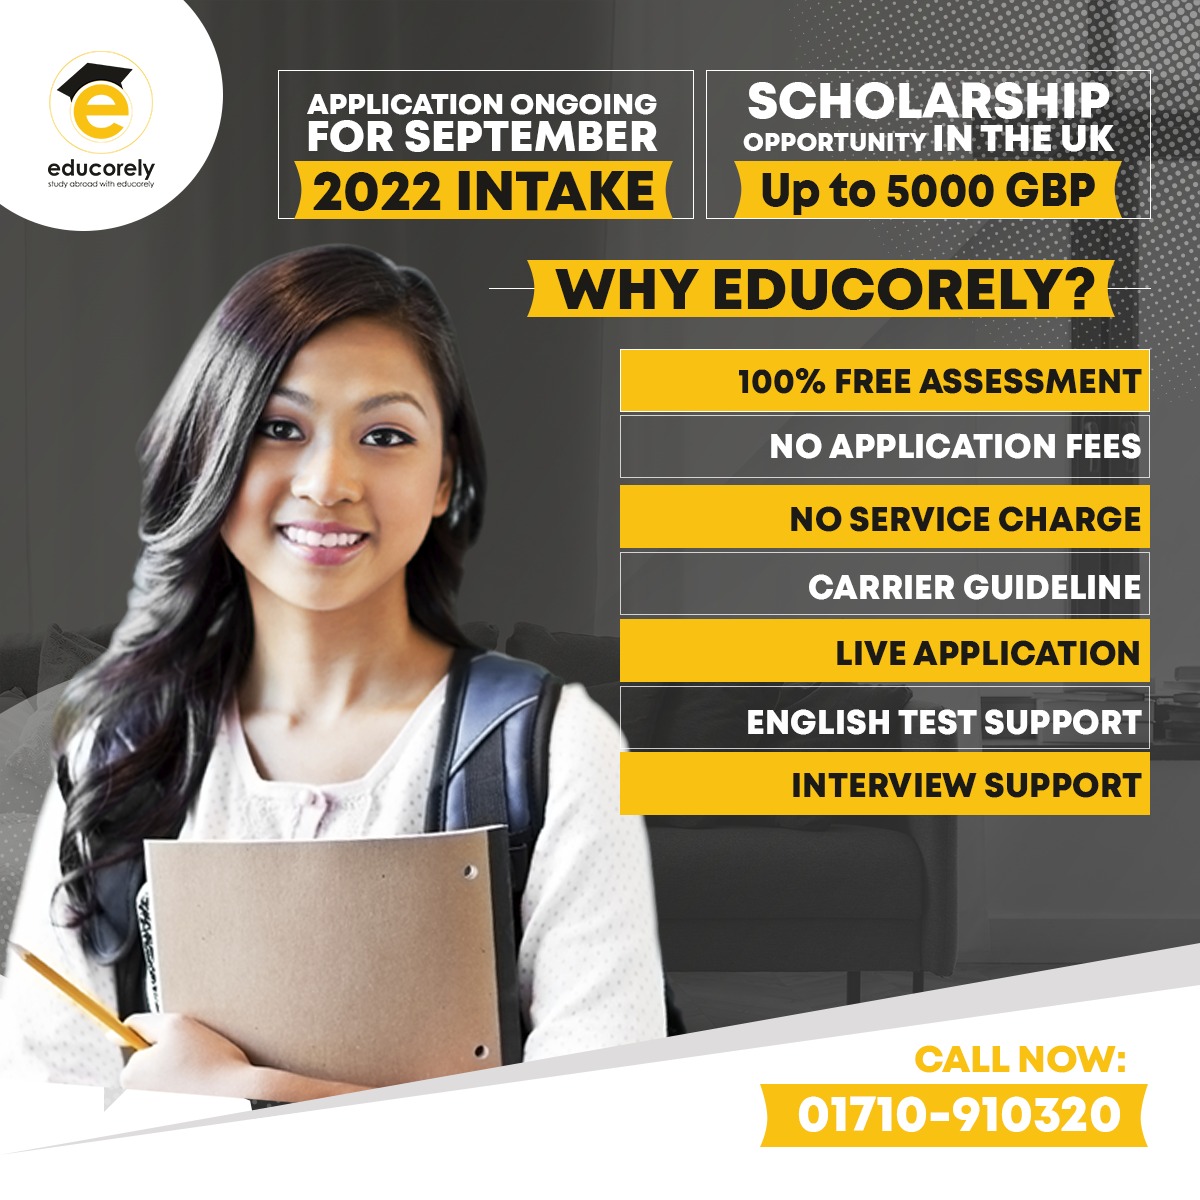 e
educorely
study abroad with educorely
APPLICATION ONGOING
FOR SEPTEMBER
2022 INTAKE
SCHOLARSHIP
OPPORTUNITY IN THE UK
Up to 5000 GBP
WHY EDUCORELY?
100% FREE ASSESSMENT
NO APPLICATION FEES
NO SERVICE CHARGE
CARRIER GUIDELINE
LIVE APPLICATION
ENGLISH TEST SUPPORT
INTERVIEW SUPPORT
CALL NOW:
01710-910320